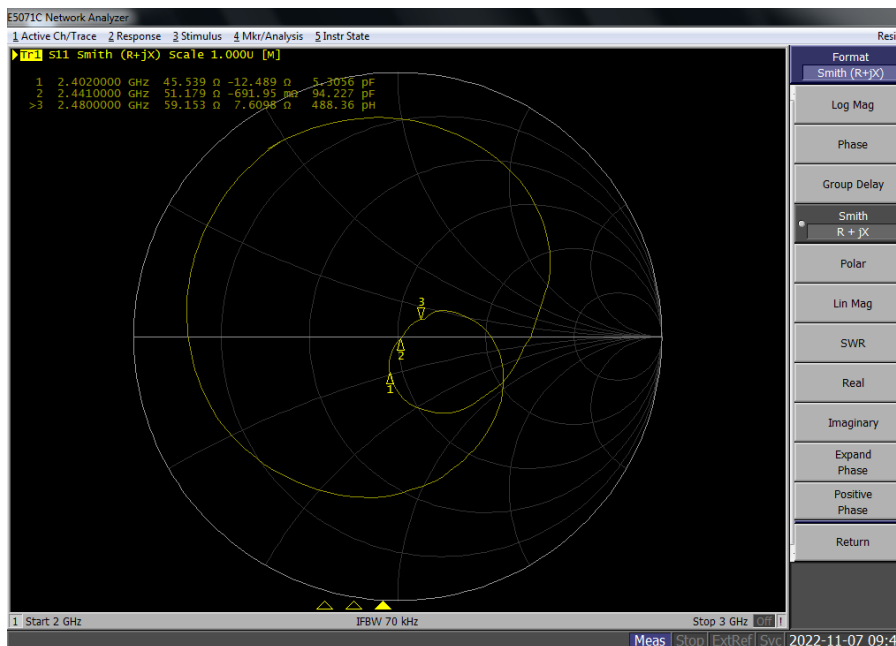 E5071C Network Analyzer
1 Active Ch/Trace 2 Response 3 Stimulus 4 Mkr/Analysis 5 Instr State
Resi
Tr1 S11 Smith (R+jX) Scale 1.000U [M]
1 2.4020000 GHz 45.539 Ω -12.489 Ω 5.3056 pF
2 2.4410000 GHz 51.179 Ω -691.95 mΩ 94.227 pF
>3 2.4800000 GHz 59.153 Ω 7.6098 Ω 488.36 pH
3
2
1
Format
Smith (R+jX)
Log Mag
Phase
Group Delay
Smith
R + jX
Polar
Lin Mag
SWR
Real
Imaginary
Expand
Phase
Positive
Phase
Return
1 Start 2 GHz IFBW 70 kHz Stop 3 GHz Off !
Meas Stop ExtRef Svc 2022-11-07 09:4